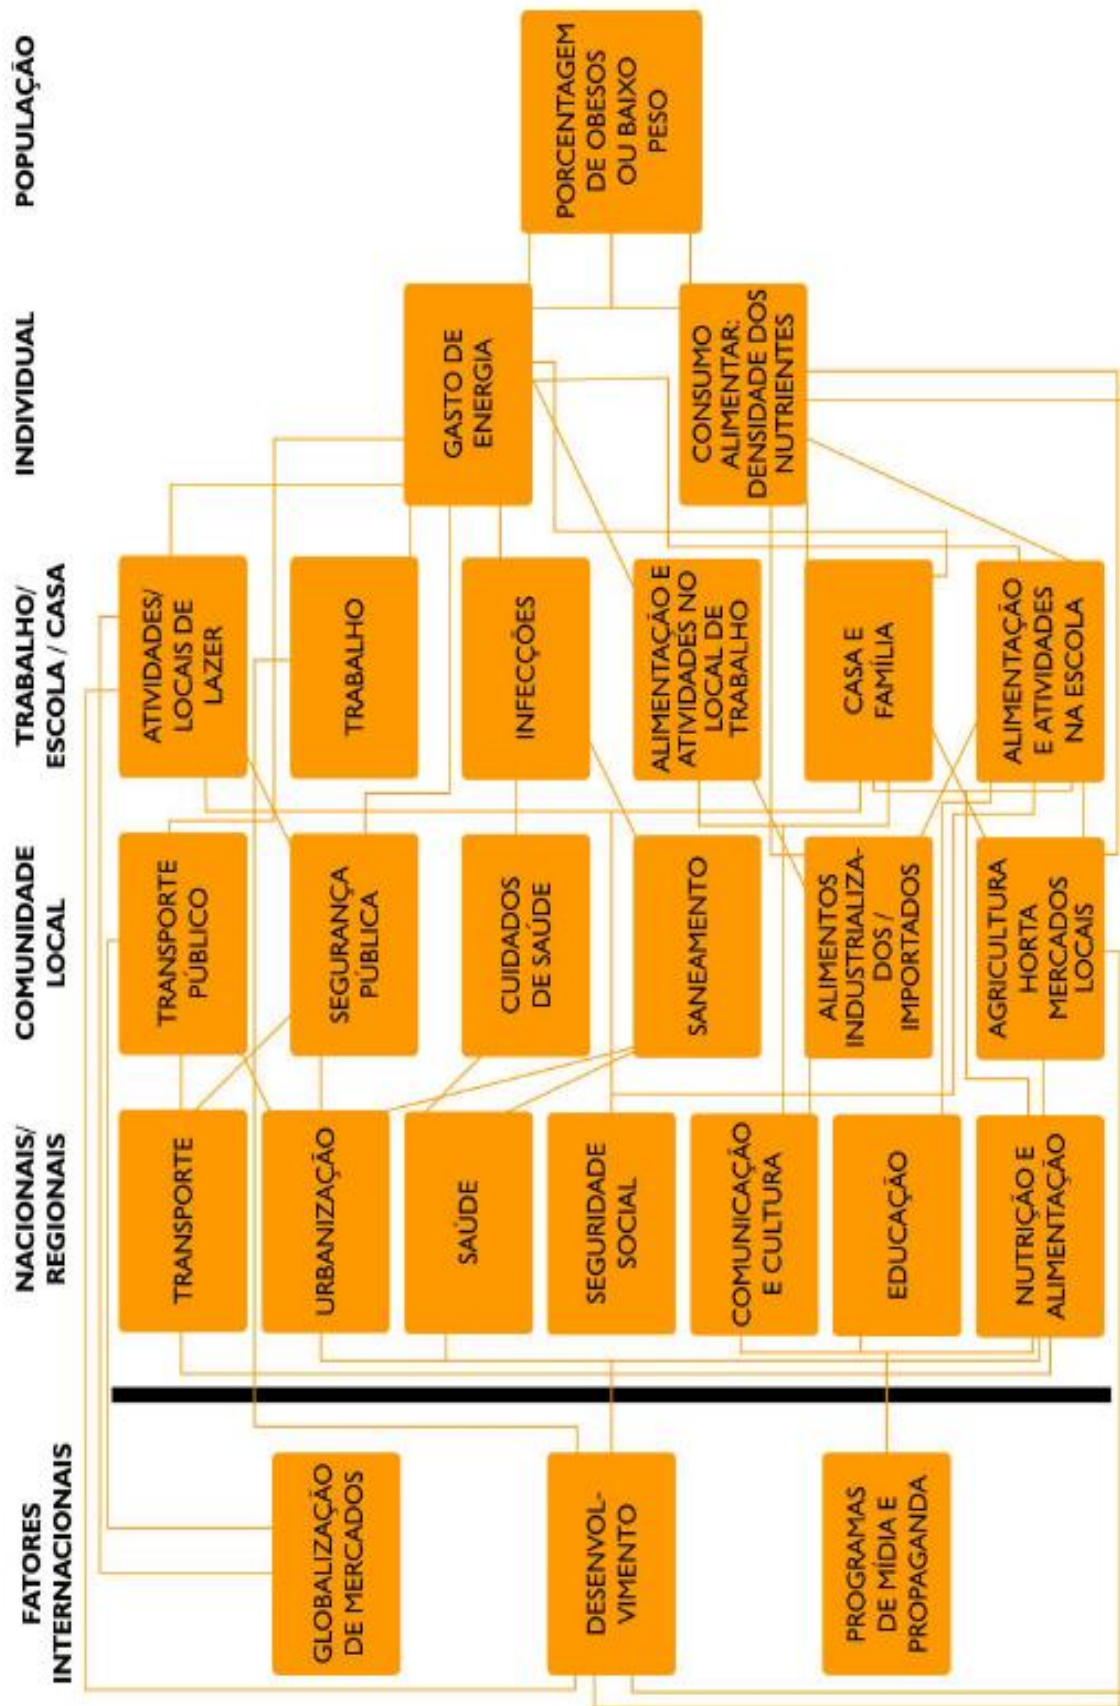 FATORES
INTERNACIONAIS
NACIONAIS/
REGIONAIS
COMUNIDADE
LOCAL
TRABALHO/
ESCOLA / CASA
INDIVIDUAL
POPULAÇÃO
GLOBALIZAÇÃO
DE MERCADOS
DESENVOL-
VIMENTO
PROGRAMAS
DE MÍDIA E
PROPAGANDA
TRANSPORTE
URBANIZAÇÃO
SAÚDE
SEGURIDADE
SOCIAL
COMUNICAÇÃO
E CULTURA
EDUCAÇÃO
NUTRIÇÃO E
ALIMENTAÇÃO
TRANSPORTE
PÚBLICO
SEGURANÇA
PÚBLICA
CUIDADOS
DE SAÚDE
SANEAMENTO
ALIMENTOS
INDUSTRIALIZA-
DOS /
IMPORTADOS
AGRICULTURA
HORTA
MERCADOS
LOCAIS
ATIVIDADES/
LOCAIS DE
LAZER
TRABALHO
INFECÇÕES
ALIMENTAÇÃO E
ATIVIDADES NO
LOCAL DE
TRABALHO
CASA E
FAMÍLIA
ALIMENTAÇÃO
E ATIVIDADES
NA ESCOLA
GASTO DE
ENERGIA
CONSUMO
ALIMENTAR:
DENSIDADE DOS
NUTRIENTES
PORCENTAGEM
DE OBESOS
OU BAIXO
PESO